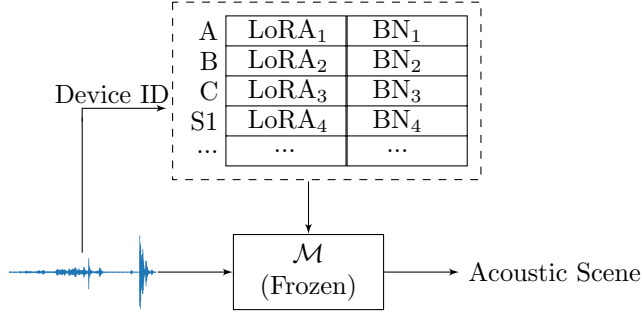 A LoRA₁ BN₁
B LoRA₂ BN₂
Device ID C LoRA₃ BN₃
S1 LoRA₄ BN₄
... ... ...
ℳ
(Frozen)
Acoustic Scene